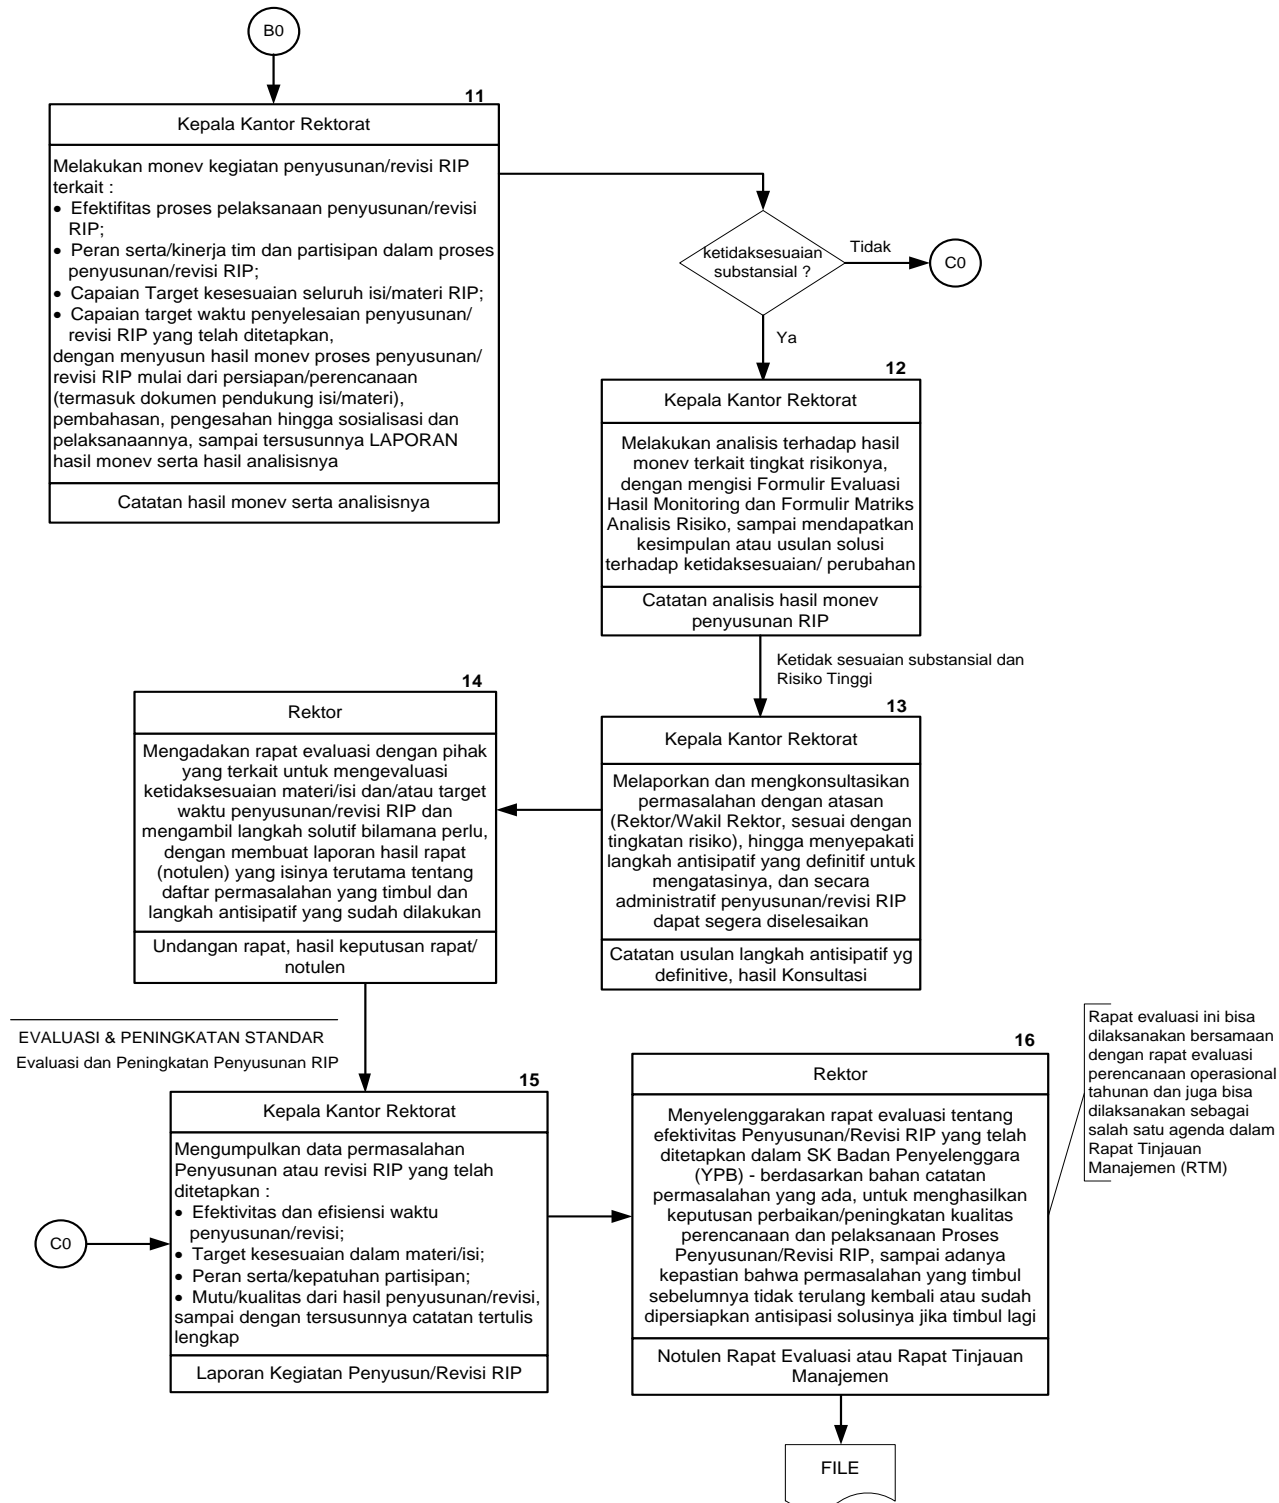 B0
11
Kepala Kantor Rektorat
Melakukan monev kegiatan penyusunan/revisi RIP
terkait :
• Efektifitas proses pelaksanaan penyusunan/revisi
RIP;
• Peran serta/kinerja tim dan partisipan dalam proses
penyusunan/revisi RIP;
• Capaian Target kesesuaian seluruh isi/materi RIP;
• Capaian target waktu penyelesaian penyusunan/
revisi RIP yang telah ditetapkan,
dengan menyusun hasil monev proses penyusunan/
revisi RIP mulai dari persiapan/perencanaan
(termasuk dokumen pendukung isi/materi),
pembahasan, pengesahan hingga sosialisasi dan
pelaksanaannya, sampai tersusunnya LAPORAN
hasil monev serta hasil analisisnya
Catatan hasil monev serta analisisnya
ketidaksesuaian
substansial ?
Tidak
C0
Ya
12
Kepala Kantor Rektorat
Melakukan analisis terhadap hasil
monev terkait tingkat risikonya,
dengan mengisi Formulir Evaluasi
Hasil Monitoring dan Formulir Matriks
Analisis Risiko, sampai mendapatkan
kesimpulan atau usulan solusi
terhadap ketidaksesuaian/ perubahan
Catatan analisis hasil monev
penyusunan RIP
Ketidak sesuaian substansial dan
Risiko Tinggi
13
Kepala Kantor Rektorat
Melaporkan dan mengkonsultasikan
permasalahan dengan atasan
(Rektor/Wakil Rektor, sesuai dengan
tingkatan risiko), hingga menyepakati
langkah antisipatif yang definitif untuk
mengatasinya, dan secara
administratif penyusunan/revisi RIP
dapat segera diselesaikan
Catatan usulan langkah antisipatif yg
definitive, hasil Konsultasi
14
Rektor
Mengadakan rapat evaluasi dengan pihak
yang terkait untuk mengevaluasi
ketidaksesuaian materi/isi dan/atau target
waktu penyusunan/revisi RIP dan
mengambil langkah solutif bilamana perlu,
dengan membuat laporan hasil rapat
(notulen) yang isinya terutama tentang
daftar permasalahan yang timbul dan
langkah antisipatif yang sudah dilakukan
Undangan rapat, hasil keputusan rapat/
notulen
EVALUASI & PENINGKATAN STANDAR
Evaluasi dan Peningkatan Penyusunan RIP
15
Kepala Kantor Rektorat
Mengumpulkan data permasalahan
Penyusunan atau revisi RIP yang telah
ditetapkan :
• Efektivitas dan efisiensi waktu
penyusunan/revisi;
• Target kesesuaian dalam materi/isi;
• Peran serta/kepatuhan partisipan;
• Mutu/kualitas dari hasil penyusunan/revisi,
sampai dengan tersusunnya catatan tertulis
lengkap
Laporan Kegiatan Penyusun/Revisi RIP
C0
16
Rektor
Menyelenggarakan rapat evaluasi tentang
efektivitas Penyusunan/Revisi RIP yang telah
ditetapkan dalam SK Badan Penyelenggara
(YPB) - berdasarkan bahan catatan
permasalahan yang ada, untuk menghasilkan
keputusan perbaikan/peningkatan kualitas
perencanaan dan pelaksanaan Proses
Penyusunan/Revisi RIP, sampai adanya
kepastian bahwa permasalahan yang timbul
sebelumnya tidak terulang kembali atau sudah
dipersiapkan antisipasi solusinya jika timbul lagi
Notulen Rapat Evaluasi atau Rapat Tinjauan
Manajemen
Rapat evaluasi ini bisa
dilaksanakan bersamaan
dengan rapat evaluasi
perencanaan operasional
tahunan dan juga bisa
dilaksanakan sebagai
salah satu agenda dalam
Rapat Tinjauan
Manajemen (RTM)
FILE